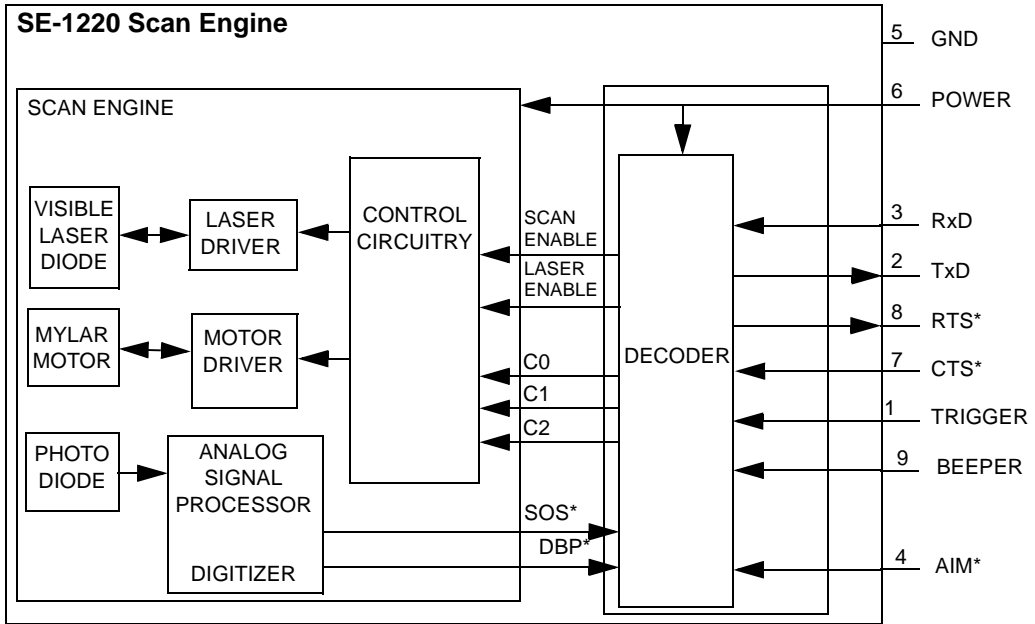 SE-1220 Scan Engine
5 GND
6 POWER
SCAN ENGINE
VISIBLE
LASER
DIODE
LASER
DRIVER
CONTROL
CIRCUITRY
SCAN
ENABLE
LASER
ENABLE
3 RxD
2 TxD
8 RTS*
MYLAR
MOTOR
MOTOR
DRIVER
DECODER
C0
C1
C2
7 CTS*
1 TRIGGER
9 BEEPER
PHOTO
DIODE
ANALOG
SIGNAL
PROCESSOR
DIGITIZER
SOS*
DBP*
4 AIM*